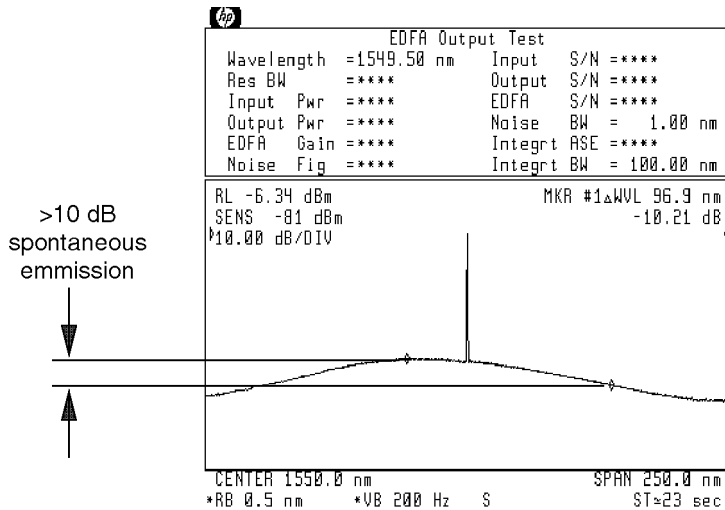 hp
EDFA Output Test
Wavelength =1549.50 nm Input S/N =****
Res BW =**** Output S/N =****
Input Pwr =**** EDFA S/N =****
Output Pwr =**** Noise BW = 1.00 nm
EDFA Gain =**** Integrt ASE =****
Noise Fig =**** Integrt BW = 100.00 nm
RL -6.34 dBm MKR #1△WVL 96.9 nm
SENS -81 dBm -10.21 dB
10.00 dB/DIV
>10 dB
spontaneous
emmission
CENTER 1550.0 nm SPAN 250.0 nm
*RB 0.5 nm *VB 200 Hz S ST≃23 sec